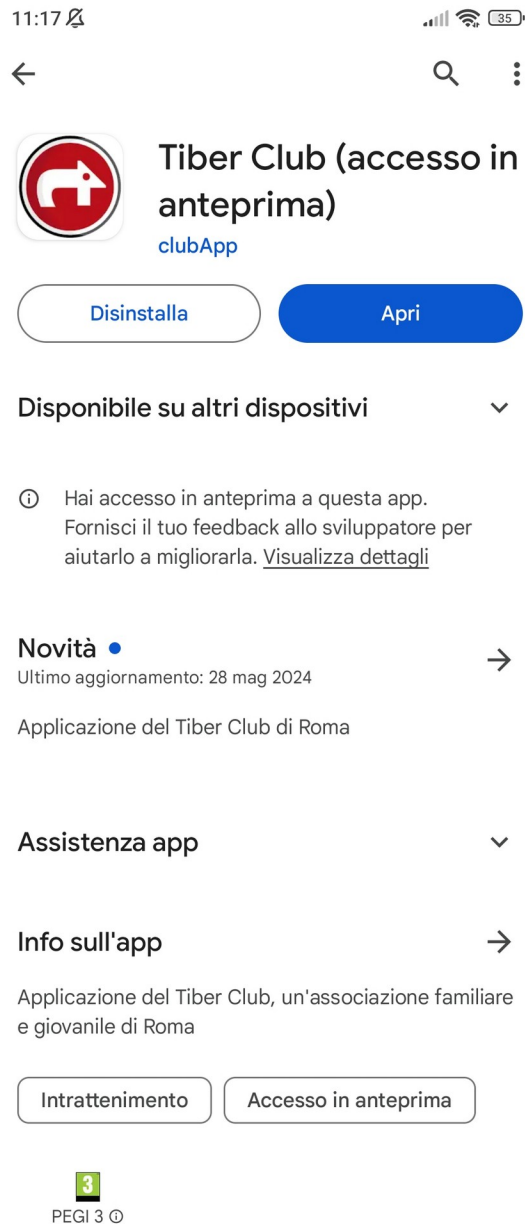 11:17
35
Tiber Club (accesso in
anteprima)
clubApp
Disinstalla
Apri
Disponibile su altri dispositivi
Hai accesso in anteprima a questa app.
Fornisci il tuo feedback allo sviluppatore per
aiutarlo a migliorarla. Visualizza dettagli
Novità
Ultimo aggiornamento: 28 mag 2024
Applicazione del Tiber Club di Roma
Assistenza app
Info sull'app
Applicazione del Tiber Club, un'associazione familiare
e giovanile di Roma
Intrattenimento
Accesso in anteprima
3
PEGI 3